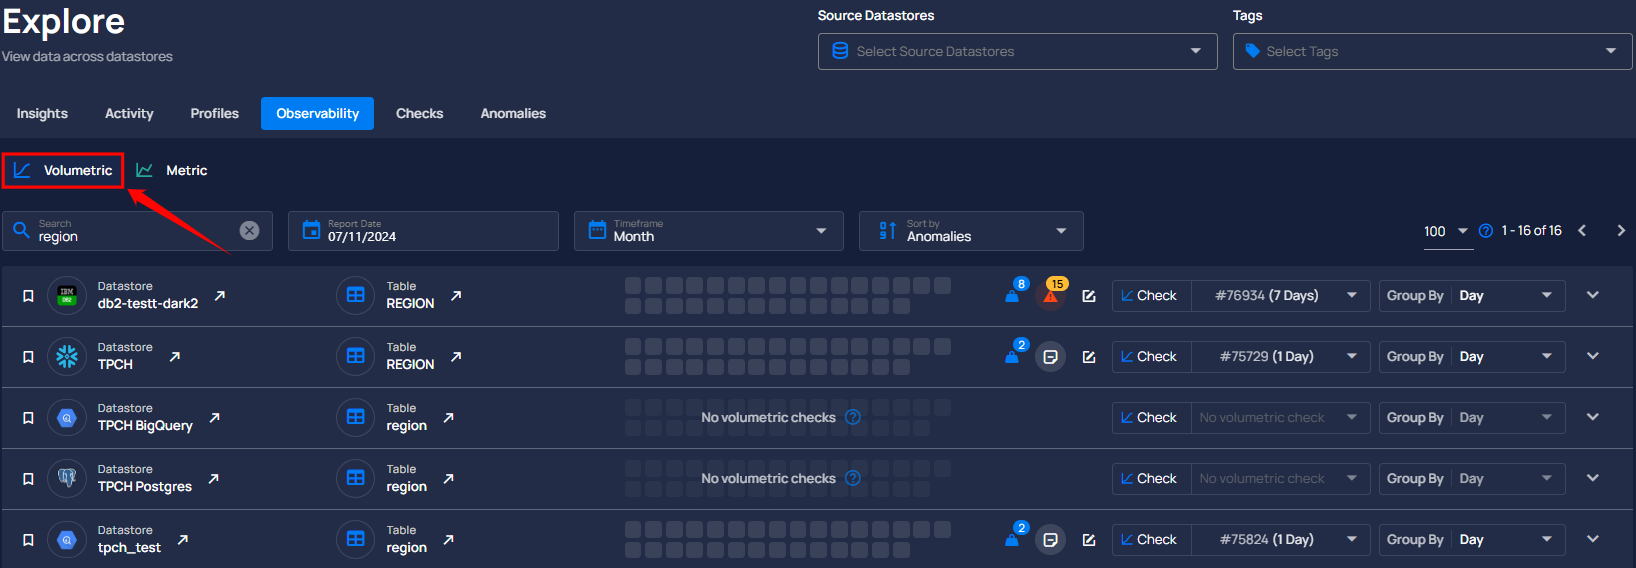 Explore
View data across datastores
Source Datastores
Select Source Datastores
Tags
Select Tags
Insights Activity Profiles Observability Checks Anomalies
Volumetric Metric
Search
region
Report Date
07/11/2024
Timeframe
Month
Sort by
Anomalies
100 1 - 16 of 16
Datastore
db2-testt-dark2
Table
REGION
8 15
Check #76934 (7 Days) Group By Day
Datastore
TPCH
Table
REGION
2
Check #75729 (1 Day) Group By Day
Datastore
TPCH BigQuery
Table
region
No volumetric checks
Check No volumetric check Group By Day
Datastore
TPCH Postgres
Table
region
No volumetric checks
Check No volumetric check Group By Day
Datastore
tpch_test
Table
region
2
Check #75824 (1 Day) Group By Day